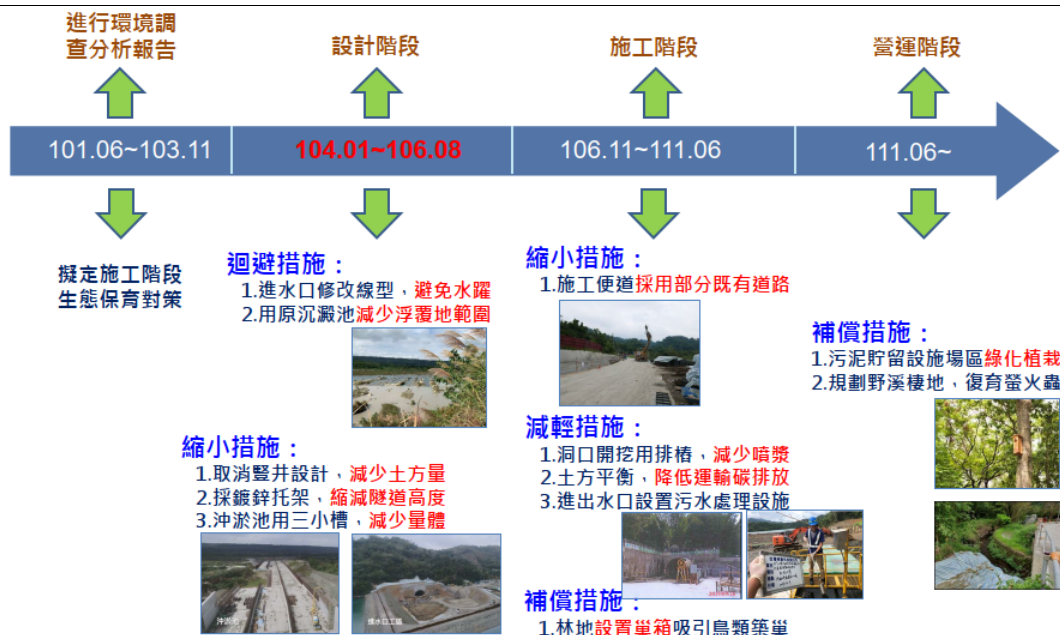 進行環境調
查分析報告
設計階段
施工階段
營運階段
101.06~103.11
104.01~106.08
106.11~111.06
111.06~
擬定施工階段
生態保育對策
迴避措施：
1.進水口修改線型，避免水躍
2.用原沉澱池減少浮覆地範圍
縮小措施：
1.取消豎井設計，減少土方量
2.採鍍鋅托架，縮減隧道高度
3.沖淤池用三小槽，減少量體
沖淤池
進水口工區
縮小措施：
1.施工便道採用部分既有道路
減輕措施：
1.洞口開挖用排樁，減少噴漿
2.土方平衡，降低運輸碳排放
3.進出水口設置污水處理設施
補償措施：
1.林地設置巢箱吸引鳥類築巢
補償措施：
1.污泥貯留設施場區綠化植栽
2.規劃野溪棲地，復育螢火蟲